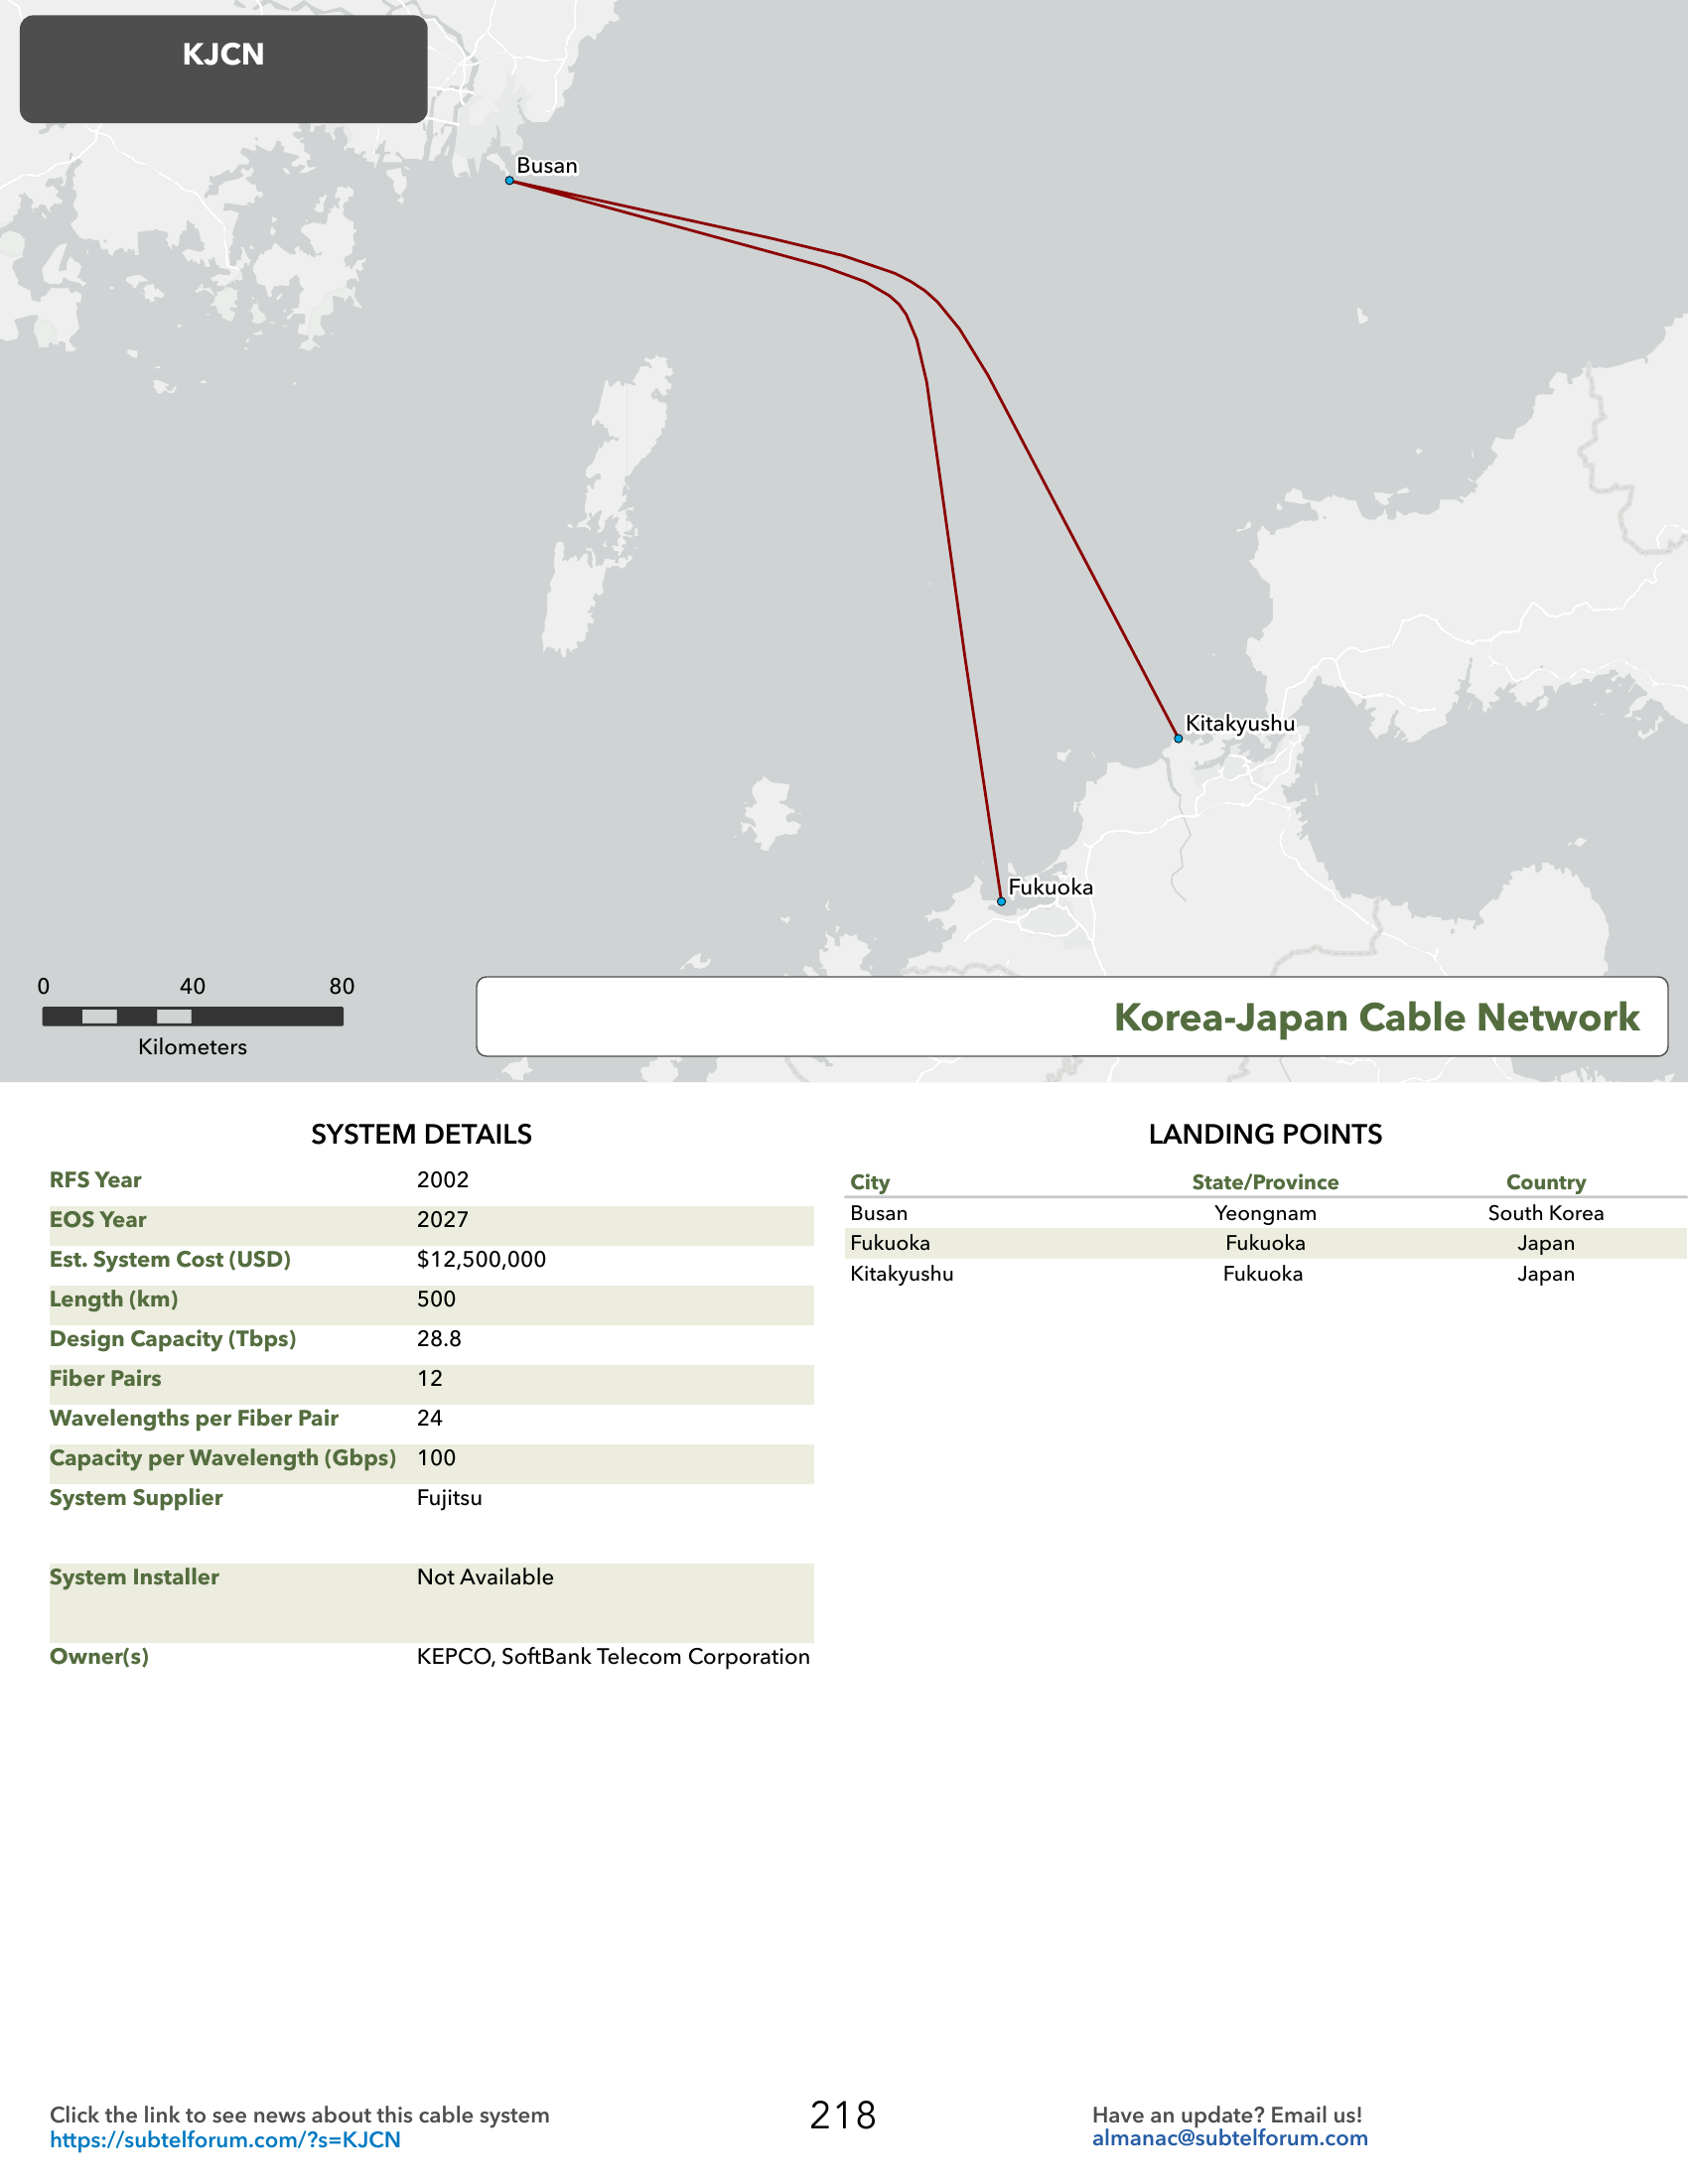 KJCN
Busan
Kitakyushu
Fukuoka
0 40 80
Kilometers
Korea-Japan Cable Network
SYSTEM DETAILS
RFS Year 2002
EOS Year 2027
Est. System Cost (USD) $12,500,000
Length (km) 500
Design Capacity (Tbps) 28.8
Fiber Pairs 12
Wavelengths per Fiber Pair 24
Capacity per Wavelength (Gbps) 100
System Supplier Fujitsu
System Installer Not Available
Owner(s) KEPCO, SoftBank Telecom Corporation
LANDING POINTS
City State/Province Country
Busan Yeongnam South Korea
Fukuoka Fukuoka Japan
Kitakyushu Fukuoka Japan
Click the link to see news about this cable system
https://subtelforum.com/?s=KJCN
218
Have an update? Email us!
almanac@subtelforum.com